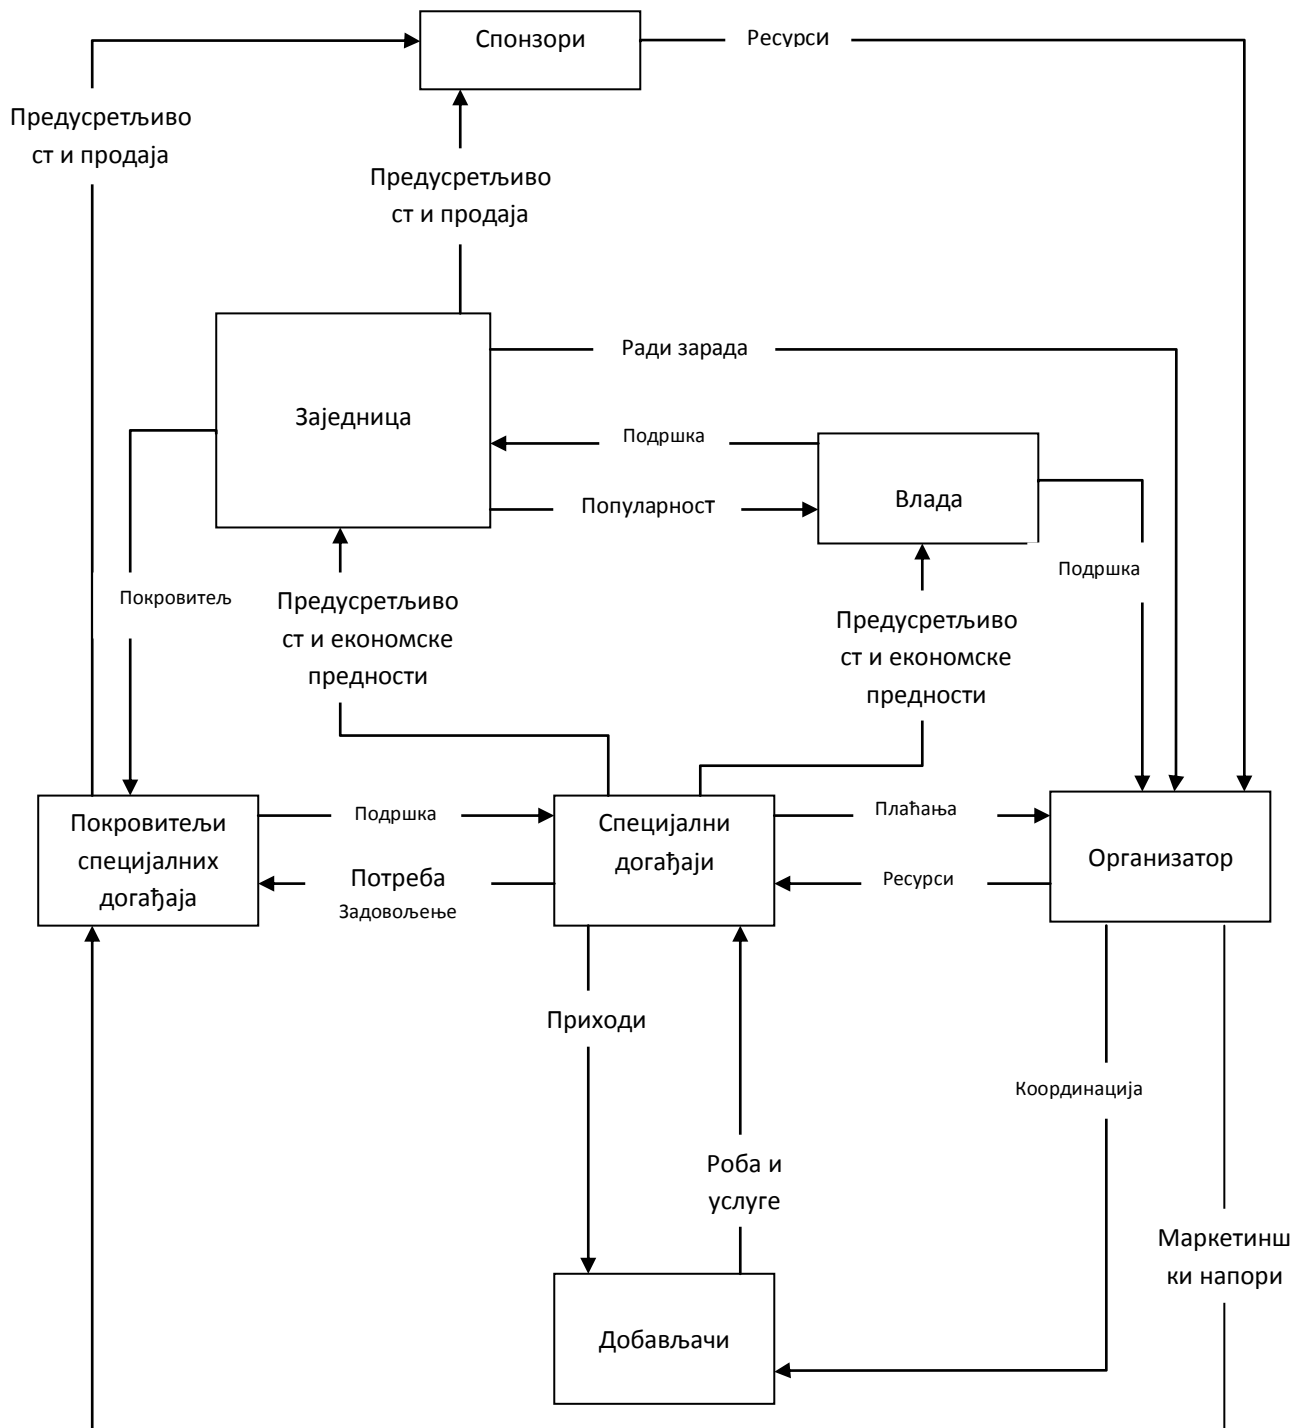 Спонзори
Ресурси
Предусретљиво
ст и продаја
Предусретљиво
ст и продаја
Ради зарада
Заједница
Подршка
Популарност
Влада
Подршка
Покровитељ
Предусретљиво
ст и економске
предности
Предусретљиво
ст и економске
предности
Покровитељи
специјалних
догађаја
Подршка
Потреба
Задовољење
Специјални
догађаји
Плаћања
Ресурси
Организатор
Приходи
Координација
Роба и
услуге
Маркетинш
ки напори
Добављачи